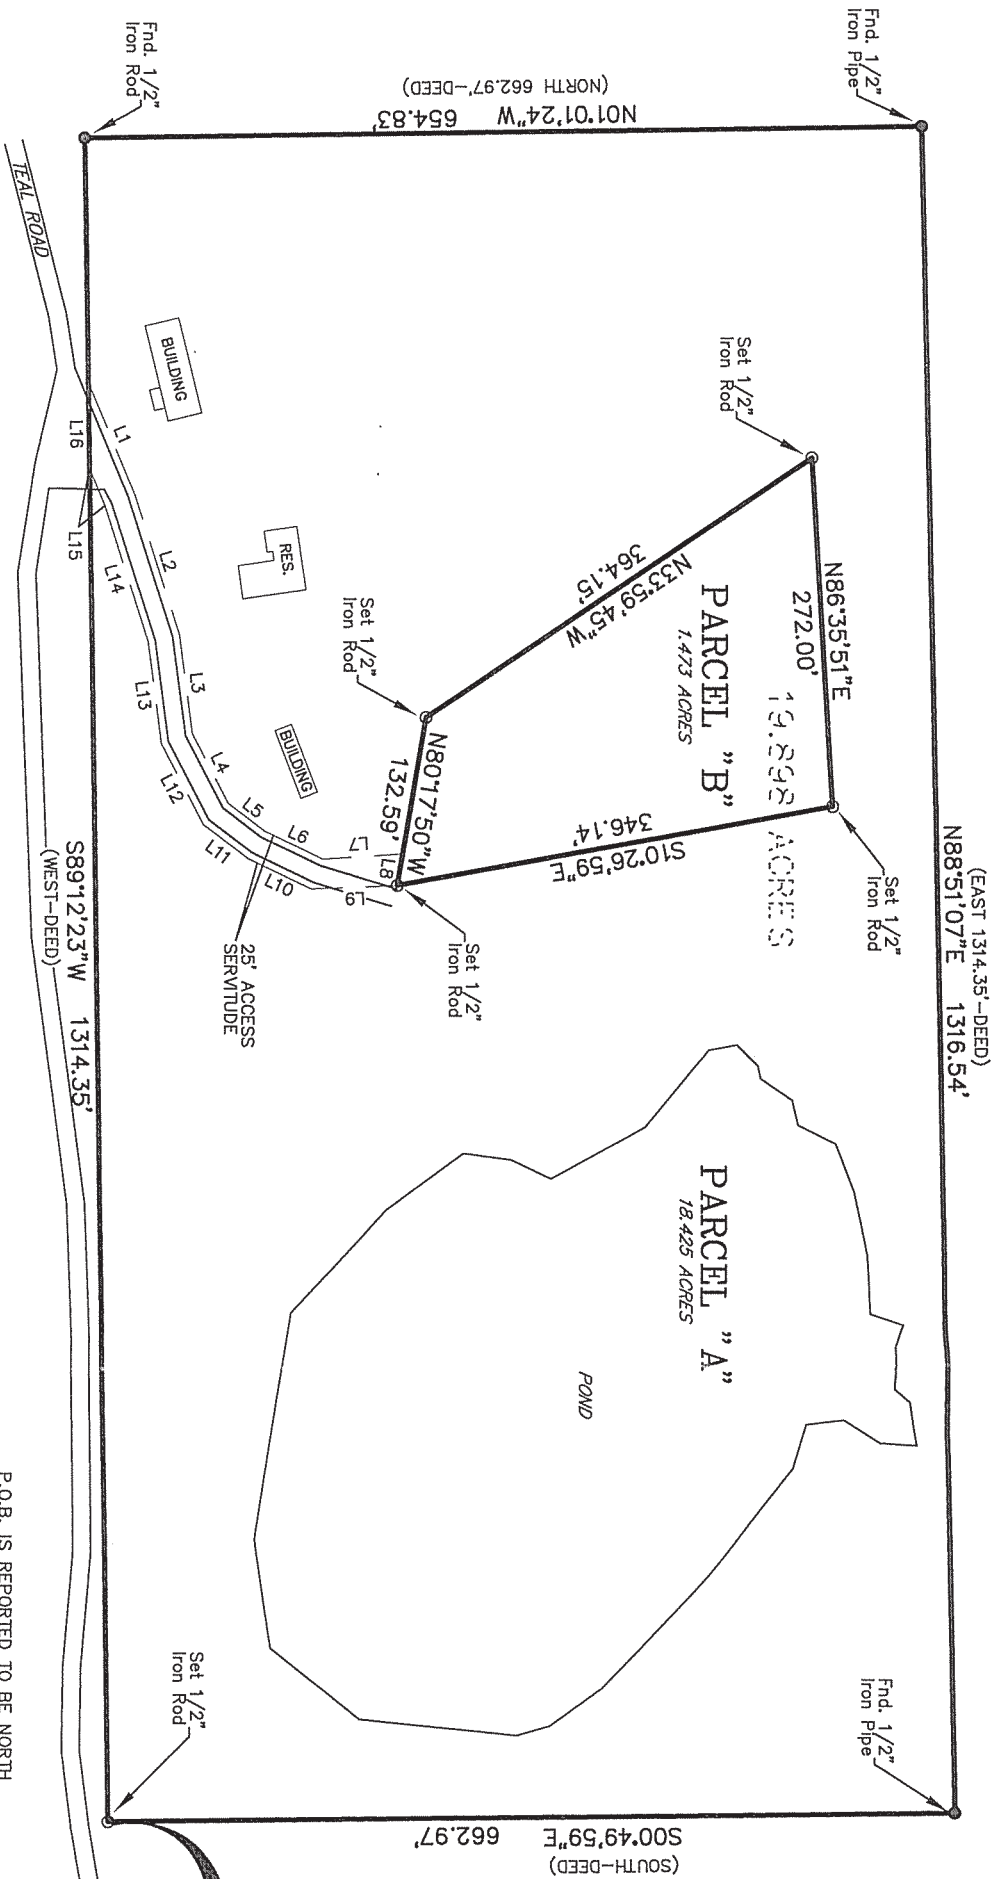 (EAST 1314.35'-DEED)
N88°51'07"E 1316.54'
Fnd. 1/2"
Iron Pipe
Fnd. 1/2"
Iron Pipe
N01°01'24"W 654.83'
(NORTH 662.97'-DEED)
Set 1/2"
Iron Rod
N86°35'51"E
272.00'
Set 1/2"
Iron Rod
19.898 ACRES
PARCEL "B"
1.473 ACRES
N33°59'45"W
364.15'
S10°26'59"E
346.14'
PARCEL "A"
18.425 ACRES
POND
S00°49'59"E 662.97'
(SOUTH-DEED)
Set 1/2"
Iron Rod
N80°17'50"W
132.59'
Set 1/2"
Iron Rod
RES.
BUILDING
BUILDING
L1
L2
L3
L4
L5
L6
L7
L8
L9
L10
L11
L12
L13
L14
L15
L16
25' ACCESS
SERVITUDE
Set 1/2"
Iron Rod
Fnd. 1/2"
Iron Rod
TEAL ROAD
S89°12'23"W 1314.35'
(WEST-DEED)
P.O.B. IS REPORTED TO BE NORTH